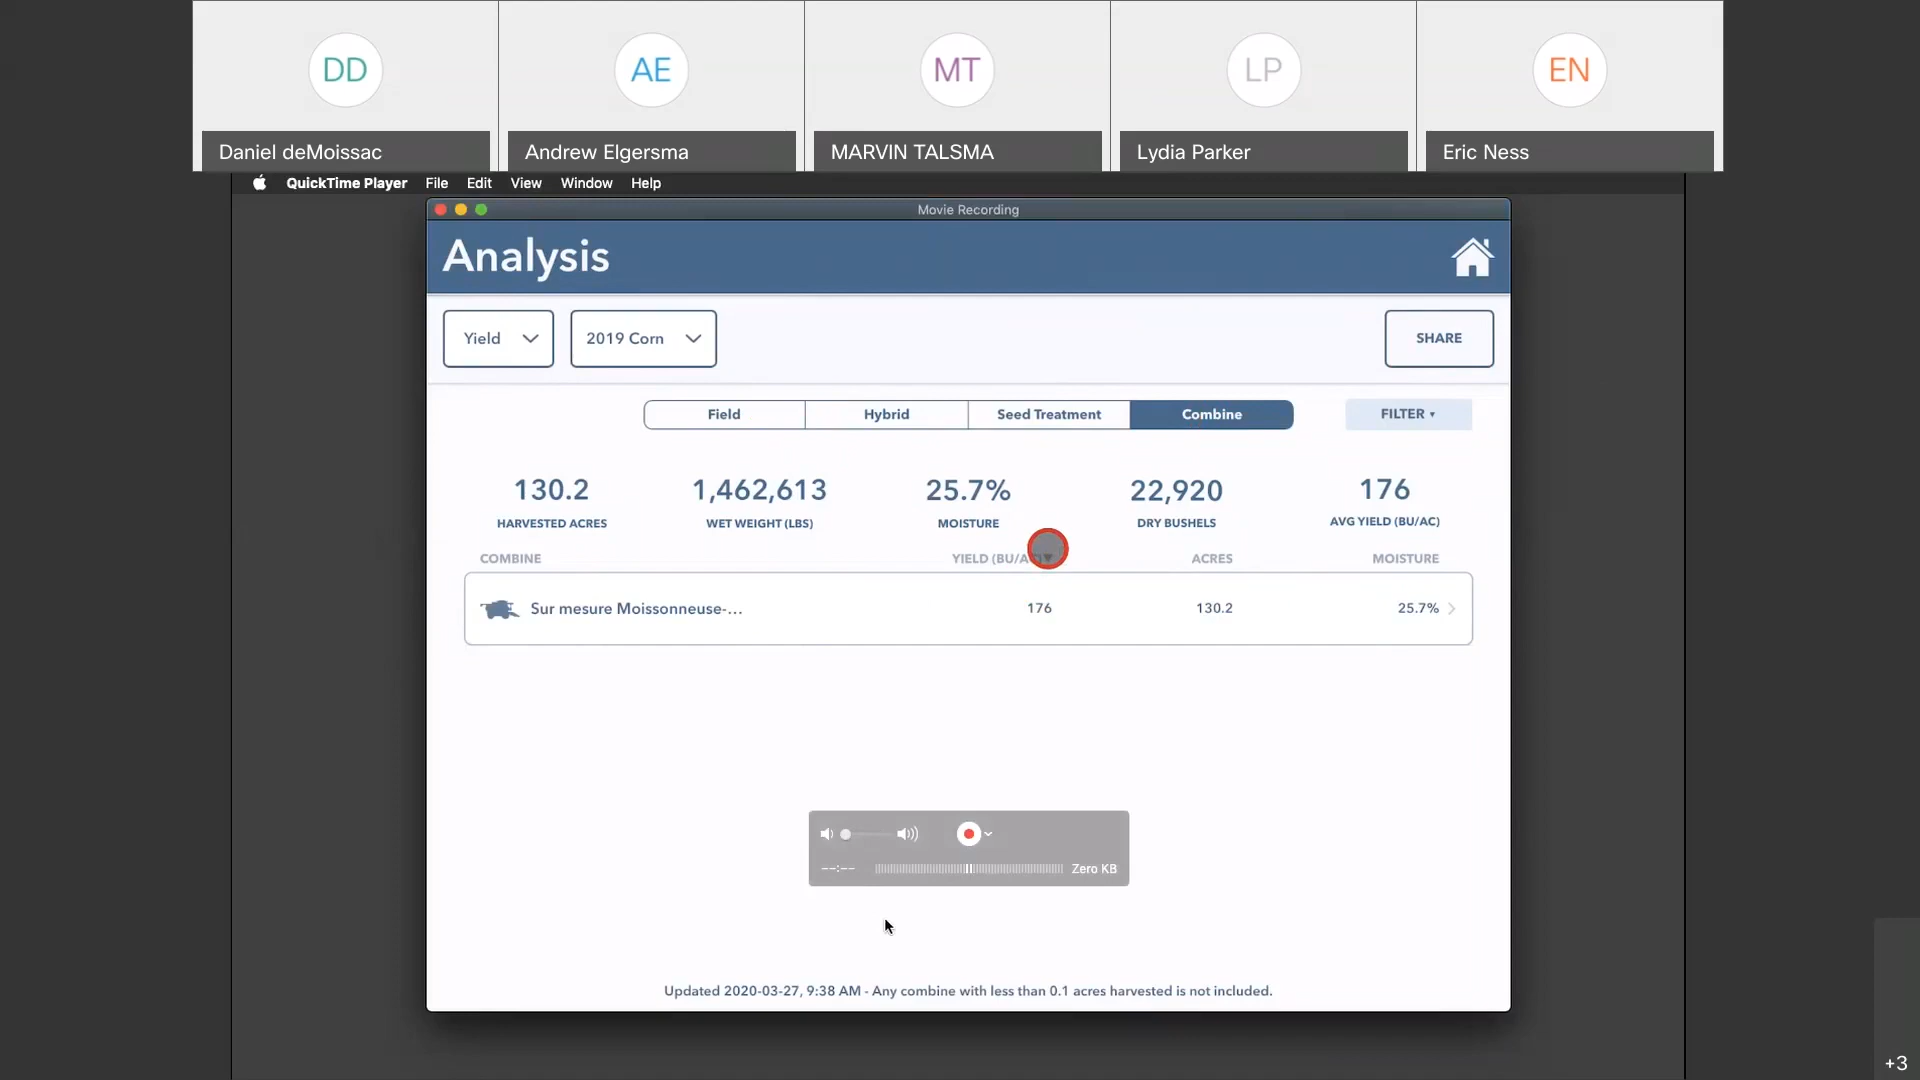 DD
AE
MT
LP
EN
Daniel deMoissac
Andrew Elgersma
MARVIN TALSMA
Lydia Parker
Eric Ness
QuickTime Player File Edit View Window Help
Movie Recording
Analysis
Yield
2019 Corn
SHARE
Field
Hybrid
Seed Treatment
Combine
FILTER ▾
130.2
1,462,613
25.7%
22,920
176
HARVESTED ACRES
WET WEIGHT (LBS)
MOISTURE
DRY BUSHELS
AVG YIELD (BU/AC)
COMBINE
YIELD (BU/A
ACRES
MOISTURE
Sur mesure Moissonneuse-...
176
130.2
25.7%
--:--
Zero KB
Updated 2020-03-27, 9:38 AM - Any combine with less than 0.1 acres harvested is not included.
+3